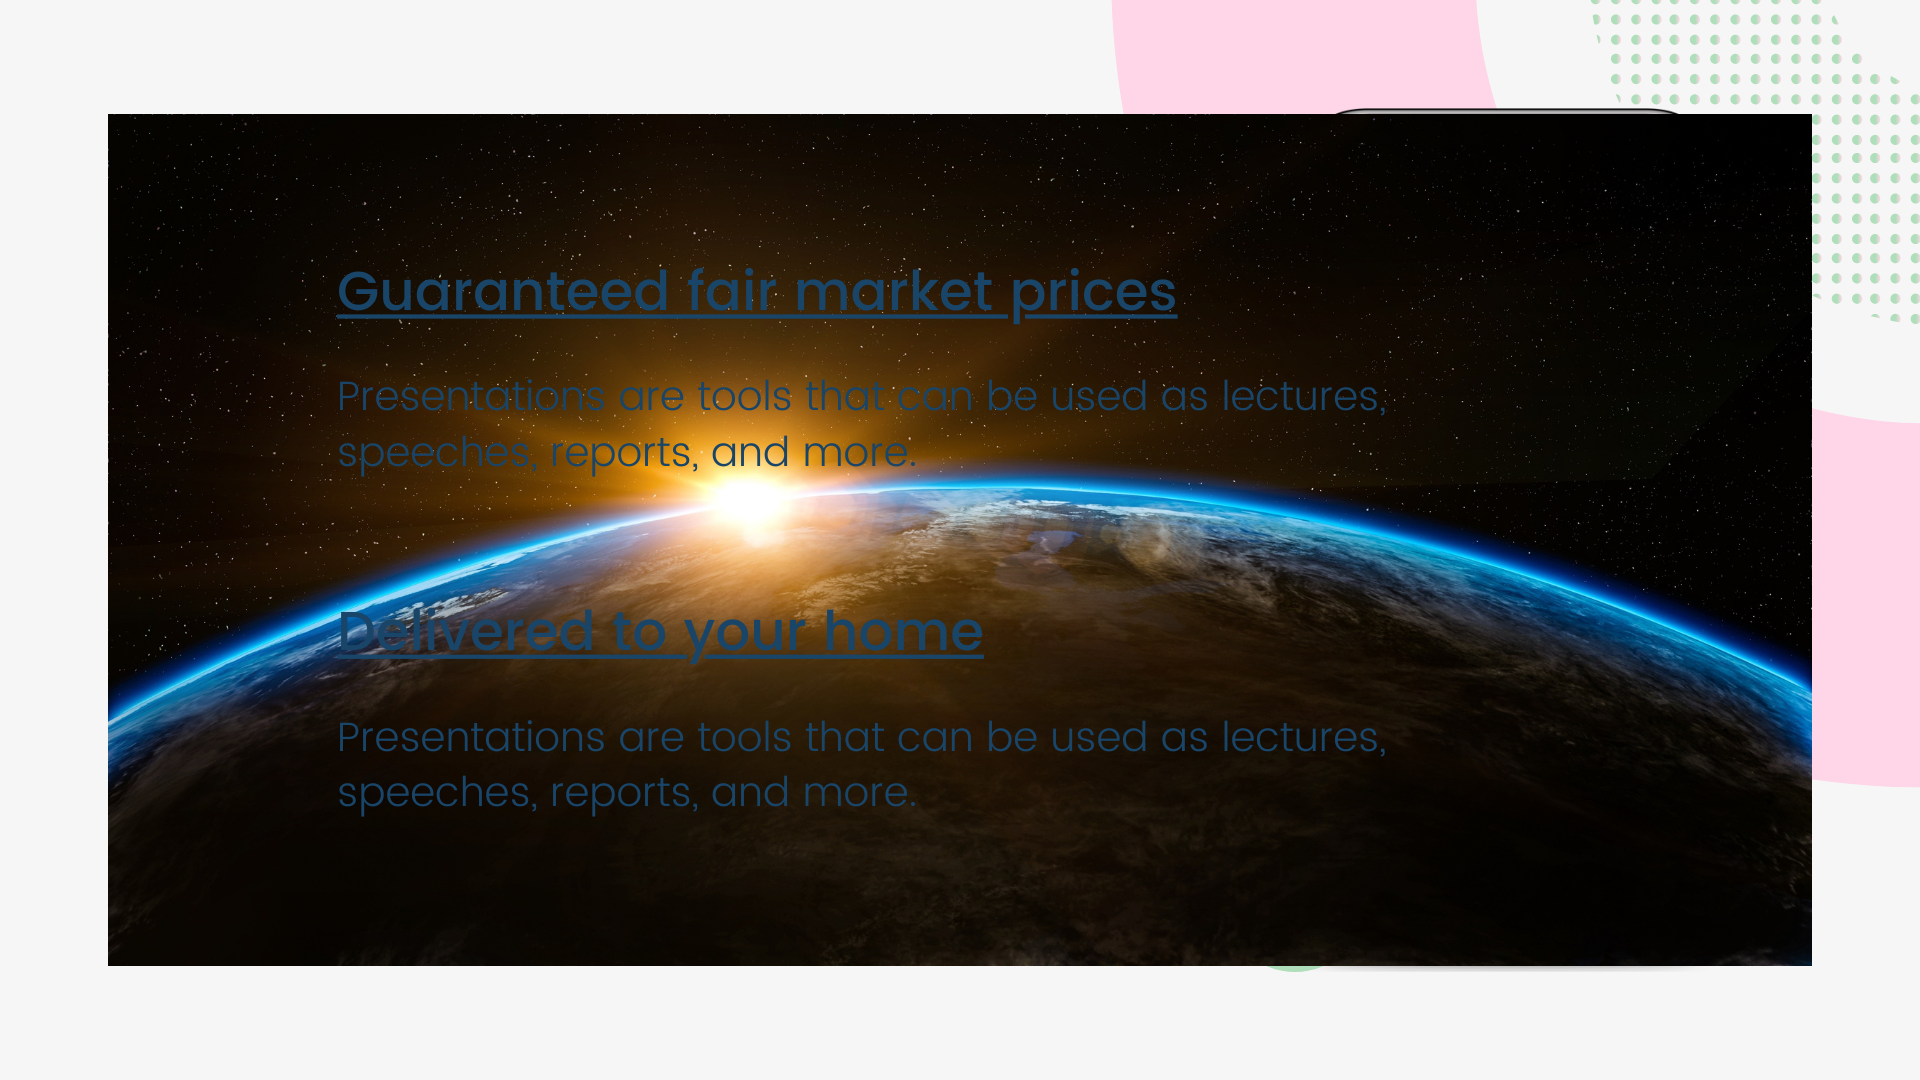 Guaranteed fair market prices
Presentations are tools that can be used as lectures,
speeches, reports, and more.
Delivered to your home
Presentations are tools that can be used as lectures,
speeches, reports, and more.